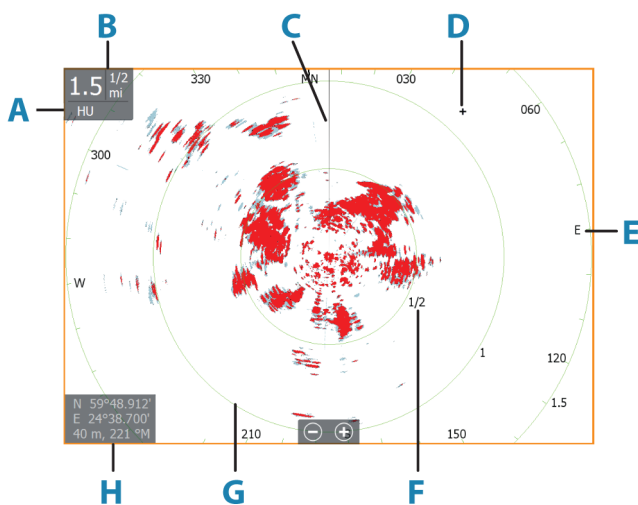 B
C
D
A
1.5 1/2 mi
HU
330
MN
030
060
300
E
E
W
1/2
1
120
1.5
N 59°48.912'
E 24°38.700'
40 m, 221 °M
210
150
H
G
F